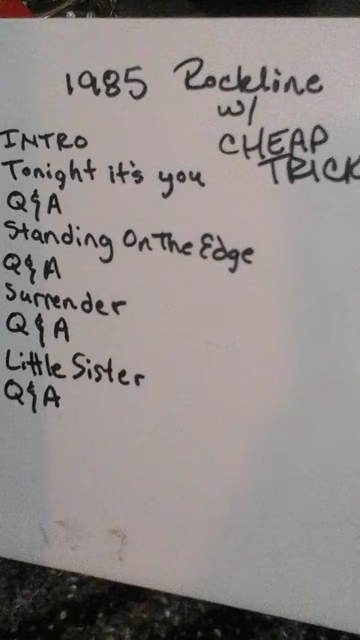 1985 Rockline
w/
CHEAP
TRICK
INTRO
Tonight it's you
Q&A
Standing On The Edge
Q&A
Surrender
Q&A
Little Sister
Q&A